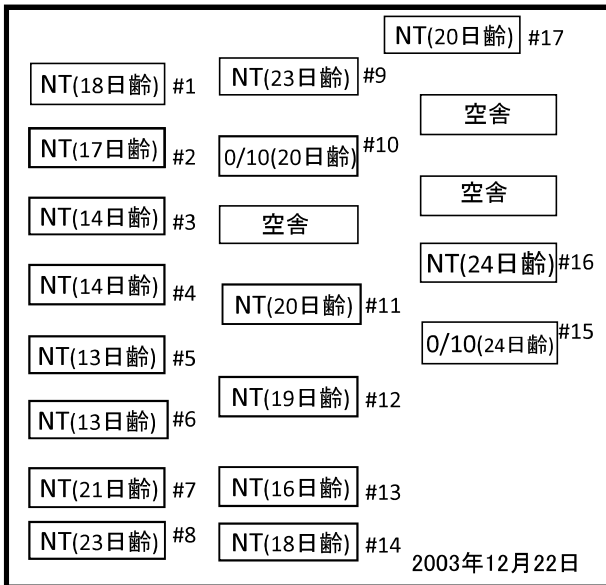 NT(18日齢) #1
NT(17日齢) #2
NT(14日齢) #3
NT(14日齢) #4
NT(13日齢) #5
NT(13日齢) #6
NT(21日齢) #7
NT(23日齢) #8
NT(23日齢) #9
0/10(20日齢) #10
空舎
NT(20日齢) #11
NT(19日齢) #12
NT(16日齢) #13
NT(18日齢) #14
NT(20日齢) #17
空舎
空舎
NT(24日齢) #16
0/10(24日齢) #15
2003年12月22日